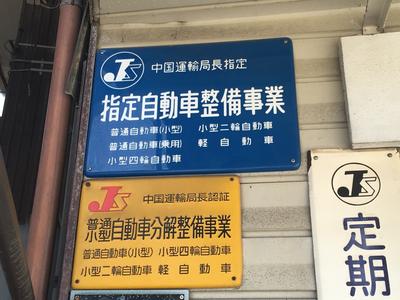 JS 中国運輸局長指定
指定自動車整備事業
普通自動車(小型) 小型二輪自動車
普通自動車(乗用) 軽自動車
小型四輪自動車
JS 中国運輸局長認証
普通小型自動車分解整備事業
普通自動車(小型) 小型四輪自動車
小型二輪自動車 軽自動車
JS
定期